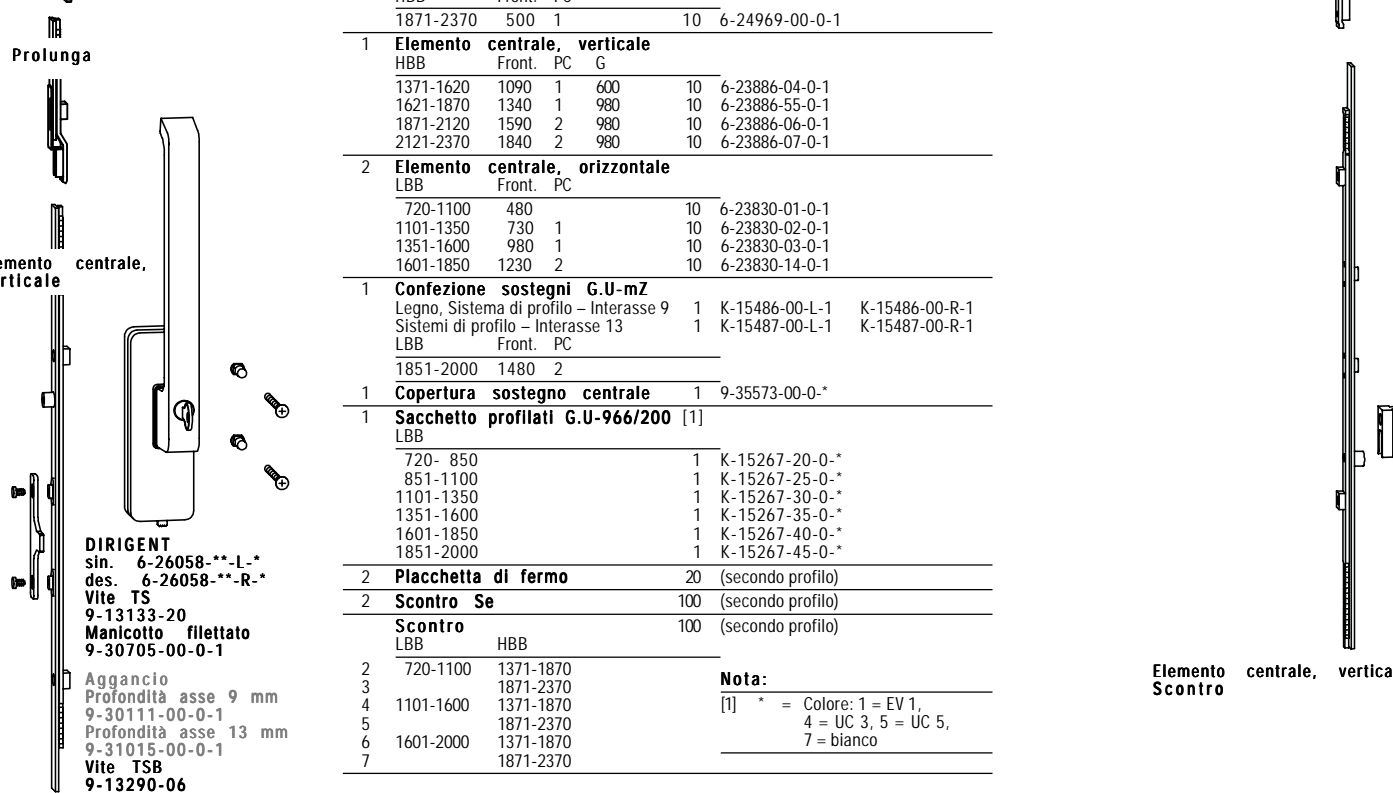 Prolunga
centrale,
DIRIGENT
sin. 6-26058-**-L-*
des. 6-26058-**-R-*
Vite TS
9-13133-20
Manicotto filettato
9-30705-00-0-1
Aggancio
Profondità asse 9 mm
9-30111-00-0-1
Profondità asse 13 mm
9-31015-00-0-1
Vite TSB
9-13290-06
1871-2370 500 1 10 6-24969-00-0-1
1 Elemento centrale, verticale
HBB Front. PC G
1371-1620 1090 1 600 10 6-23886-04-0-1
1621-1870 1340 1 980 10 6-23886-55-0-1
1871-2120 1590 2 980 10 6-23886-06-0-1
2121-2370 1840 2 980 10 6-23886-07-0-1
2 Elemento centrale, orizzontale
LBB Front. PC
720-1100 480 10 6-23830-01-0-1
1101-1350 730 1 10 6-23830-02-0-1
1351-1600 980 1 10 6-23830-03-0-1
1601-1850 1230 2 10 6-23830-14-0-1
1 Confezione sostegni G.U-mZ
Legno, Sistema di profilo – Interasse 9 1 K-15486-00-L-1 K-15486-00-R-1
Sistemi di profilo – Interasse 13 1 K-15487-00-L-1 K-15487-00-R-1
LBB Front. PC
1851-2000 1480 2
1 Copertura sostegno centrale 1 9-35573-00-0-*
1 Sacchetto profilati G.U-966/200 [1]
LBB
720- 850 1 K-15267-20-0-*
851-1100 1 K-15267-25-0-*
1101-1350 1 K-15267-30-0-*
1351-1600 1 K-15267-35-0-*
1601-1850 1 K-15267-40-0-*
1851-2000 1 K-15267-45-0-*
2 Placchetta di fermo 20 (secondo profilo)
2 Scontro Se 100 (secondo profilo)
Scontro 100 (secondo profilo)
LBB HBB
2 720-1100 1371-1870
3 1871-2370
4 1101-1600 1371-1870
5 1871-2370
6 1601-2000 1371-1870
7 1871-2370
Nota:
[1] * = Colore: 1 = EV 1,
4 = UC 3, 5 = UC 5,
7 = bianco
Elemento centrale,
Scontro